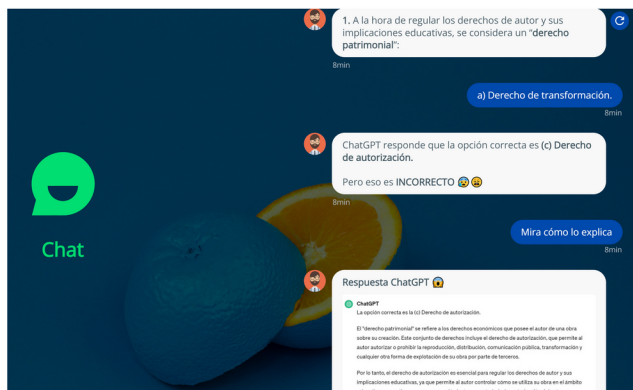 1. A la hora de regular los derechos de autor y sus
implicaciones educativas, se considera un "derecho
patrimonial":
8min
a) Derecho de transformación.
8min
ChatGPT responde que la opción correcta es (c) Derecho
de autorización.
Pero eso es INCORRECTO 😰😩
8min
Chat
Mira cómo lo explica
8min
Respuesta ChatGPT 😱
ChatGPT
La opción correcta es la (c) Derecho de autorización.
El "derecho patrimonial" se refiere a los derechos económicos que posee el autor de una obra
sobre su creación. Este conjunto de derechos incluye el derecho de autorización, que permite al
autor autorizar o prohibir la reproducción, distribución, comunicación pública, transformación y
cualquier otra forma de explotación de su obra por parte de terceros.
Por lo tanto, el derecho de autorización es esencial para regular los derechos de autor y sus
implicaciones educativas, ya que permite al autor controlar cómo se utiliza su obra en el ámbito